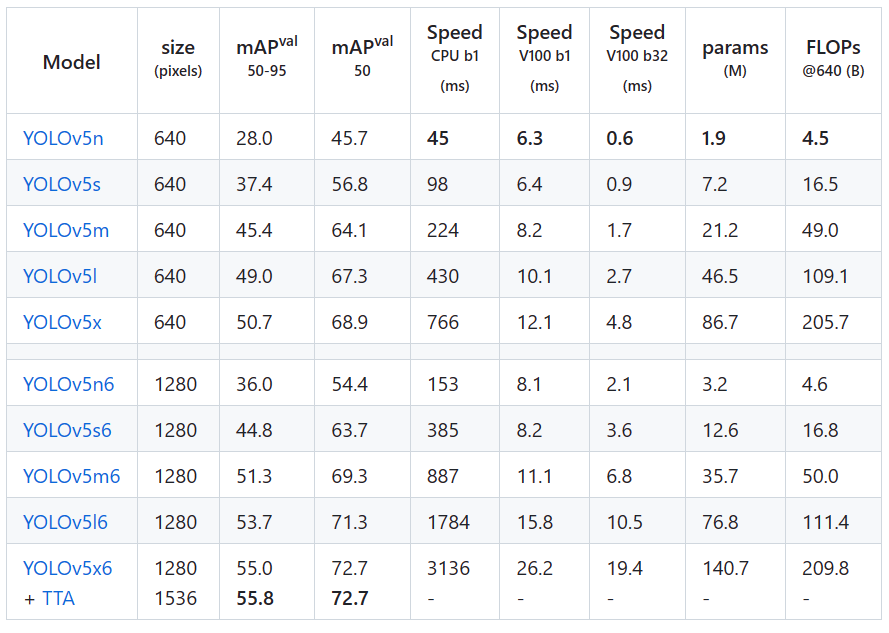 Model size (pixels) mAPval 50-95 mAPval 50 Speed CPU b1 (ms) Speed V100 b1 (ms) Speed V100 b32 (ms) params (M) FLOPs @640 (B)
YOLOv5n 640 28.0 45.7 45 6.3 0.6 1.9 4.5
YOLOv5s 640 37.4 56.8 98 6.4 0.9 7.2 16.5
YOLOv5m 640 45.4 64.1 224 8.2 1.7 21.2 49.0
YOLOv5l 640 49.0 67.3 430 10.1 2.7 46.5 109.1
YOLOv5x 640 50.7 68.9 766 12.1 4.8 86.7 205.7
YOLOv5n6 1280 36.0 54.4 153 8.1 2.1 3.2 4.6
YOLOv5s6 1280 44.8 63.7 385 8.2 3.6 12.6 16.8
YOLOv5m6 1280 51.3 69.3 887 11.1 6.8 35.7 50.0
YOLOv5l6 1280 53.7 71.3 1784 15.8 10.5 76.8 111.4
YOLOv5x6 1280 55.0 72.7 3136 26.2 19.4 140.7 209.8
+ TTA 1536 55.8 72.7 - - - - -